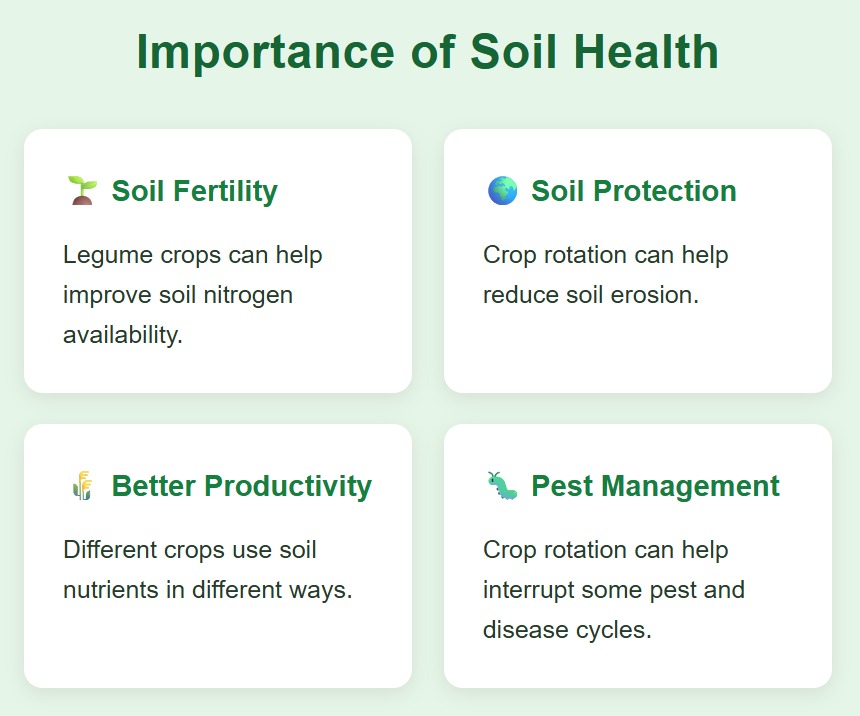 Importance of Soil Health
Soil Fertility
Legume crops can help
improve soil nitrogen
availability.
Soil Protection
Crop rotation can help
reduce soil erosion.
Better Productivity
Different crops use soil
nutrients in different ways.
Pest Management
Crop rotation can help
interrupt some pest and
disease cycles.